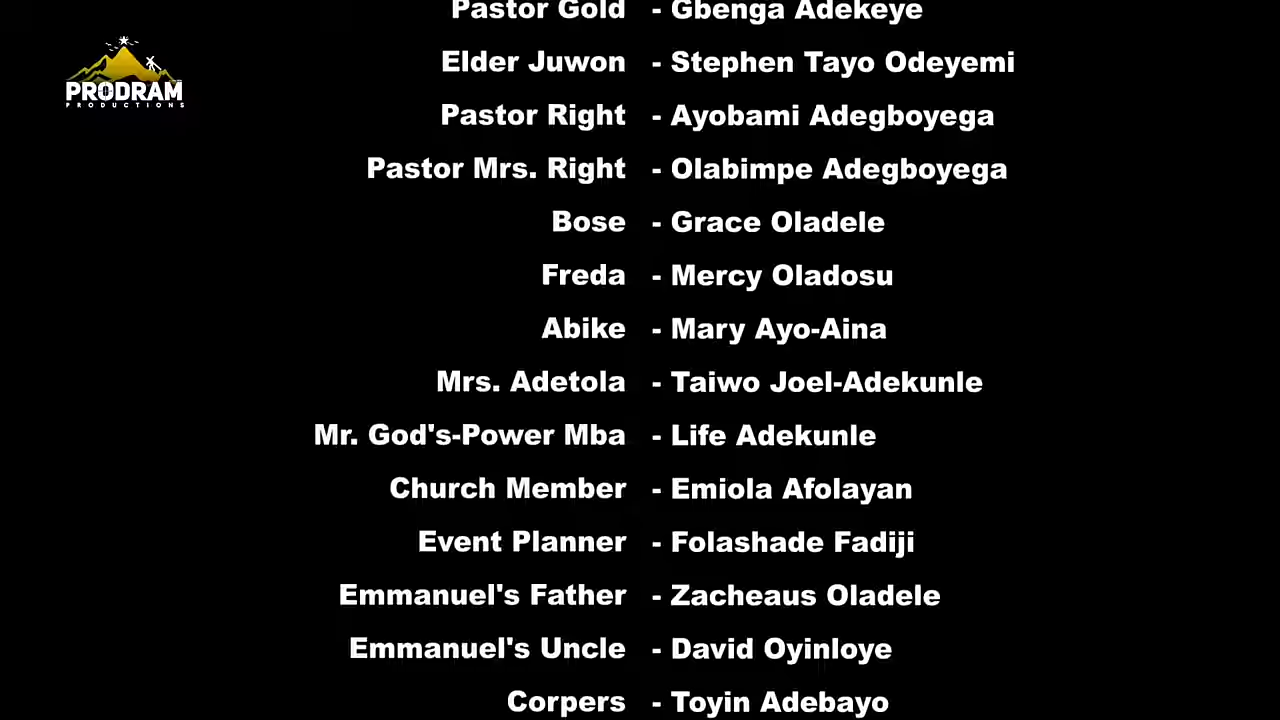 Pastor Gold - Gbenga Adekeye
Elder Juwon - Stephen Tayo Odeyemi
PRODRAM
PRODUCTIONS
Pastor Right - Ayobami Adegboyega
Pastor Mrs. Right - Olabimpe Adegboyega
Bose - Grace Oladele
Freda - Mercy Oladosu
Abike - Mary Ayo-Aina
Mrs. Adetola - Taiwo Joel-Adekunle
Mr. God's-Power Mba - Life Adekunle
Church Member - Emiola Afolayan
Event Planner - Folashade Fadiji
Emmanuel's Father - Zacheaus Oladele
Emmanuel's Uncle - David Oyinloye
Corpers - Toyin Adebayo